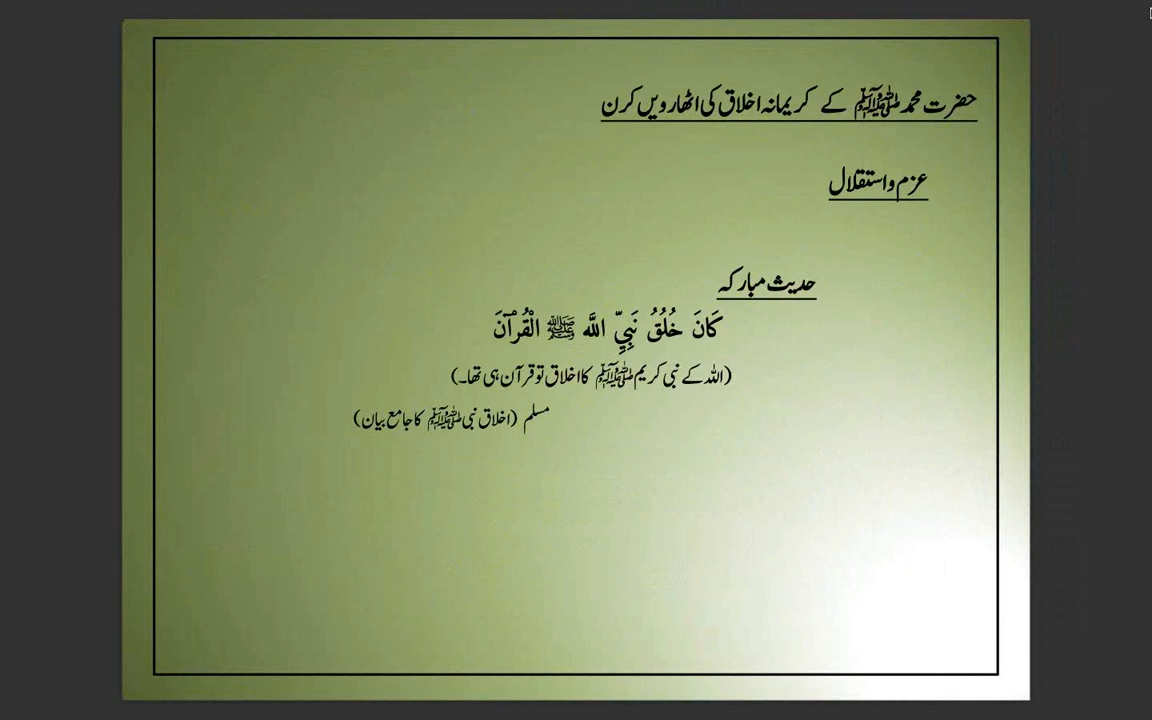 حضرت محمد ﷺ کے کریمانہ اخلاق کی اٹھارویں کرن
عزم و استقلال
حدیث مبارکہ
كَانَ خُلُقُ نَبِيِّ اللَّه ﷺ الْقُرْآنَ
(اللہ کے نبی کریم ﷺ کا اخلاق تو قرآن ہی تھا۔)
مسلم (اخلاق نبی ﷺ کا جامع بیان)